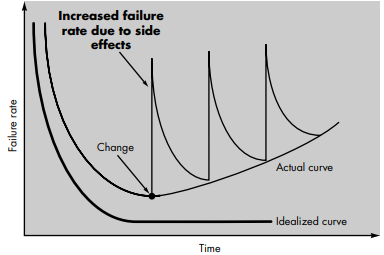 Increased failure
rate due to side
effects
Failure rate
Change
Actual curve
Idealized curve
Time